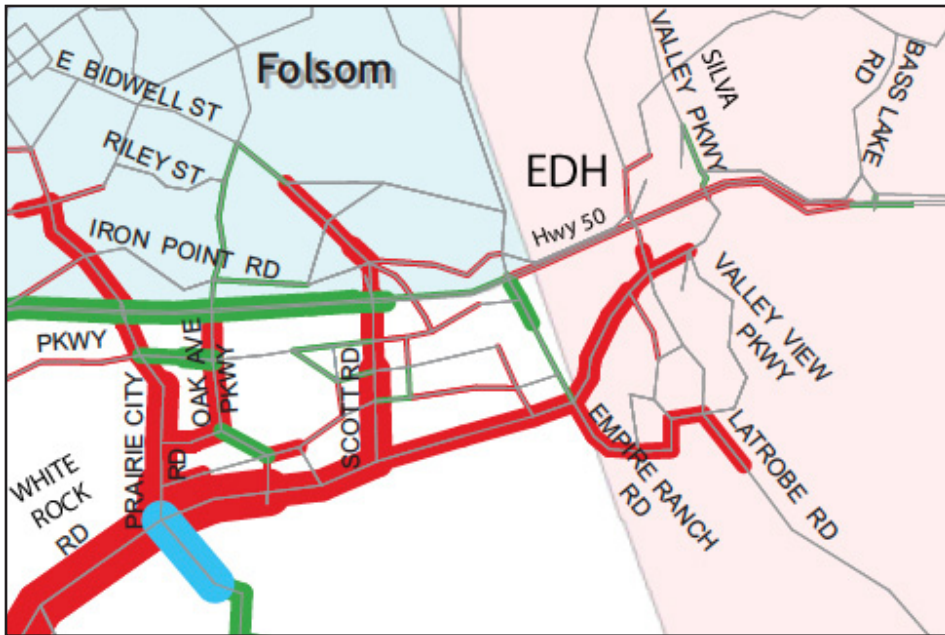 E BIDWELL ST
Folsom
RILEY ST
IRON POINT RD
PKWY
OAK AVE
PKWY
PRAIRIE CITY
RD
WHITE
ROCK
RD
SCOTT RD
EDH
Hwy 50
SILVA
VALLEY PKWY
BASS LAKE
RD
VALLEY VIEW
PKWY
EMPIRE RANCH
RD
LATROBE RD